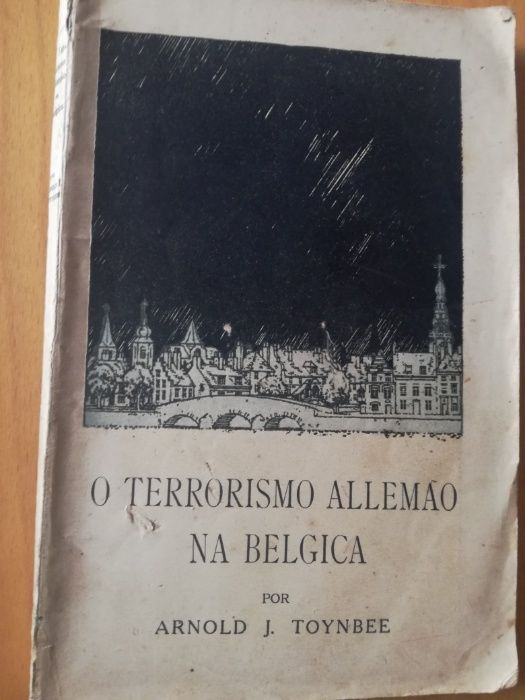 O TERRORISMO ALLEMÃO
NA BELGICA
POR
ARNOLD J. TOYNBEE